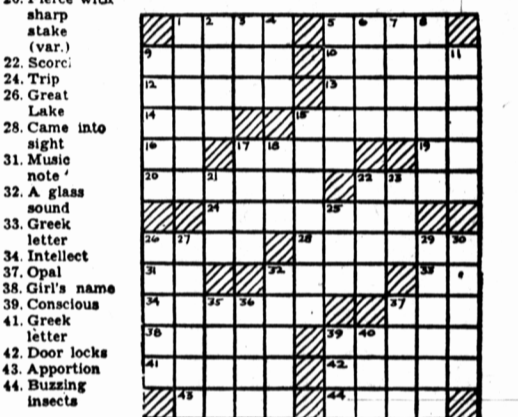 sharp
stake
(var.)
22. Scorch
24. Trip
26. Great
Lake
28. Came into
sight
31. Music
note
32. A glass
sound
33. Greek
letter
34. Intellect
37. Opal
38. Girl's name
39. Conscious
41. Greek
letter
42. Door locks
43. Apportion
44. Buzzing
insects
1 2 3 4 5 6 7 8
9 10 11
12 13
14 15
16 17 18 19
20 21 22 23
24 25
26 27 28 29 30
31 32 33
34 35 36 37
38 39 40
41 42
43 44